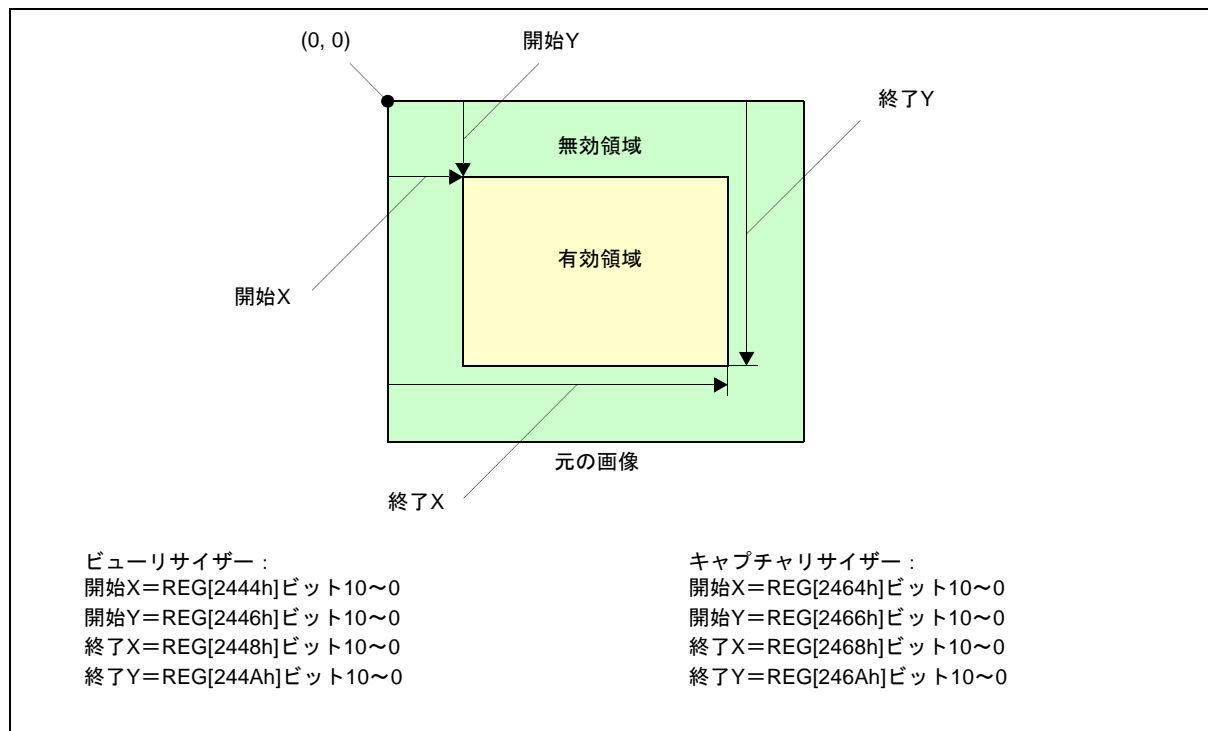 (0, 0)
開始Y
終了Y
無効領域
有効領域
開始X
元の画像
終了X
ビューリサイザー：
開始X＝REG[2444h]ビット10〜0
開始Y＝REG[2446h]ビット10〜0
終了X＝REG[2448h]ビット10〜0
終了Y＝REG[244Ah]ビット10〜0
キャプチャリサイザー：
開始X＝REG[2464h]ビット10〜0
開始Y＝REG[2466h]ビット10〜0
終了X＝REG[2468h]ビット10〜0
終了Y＝REG[246Ah]ビット10〜0